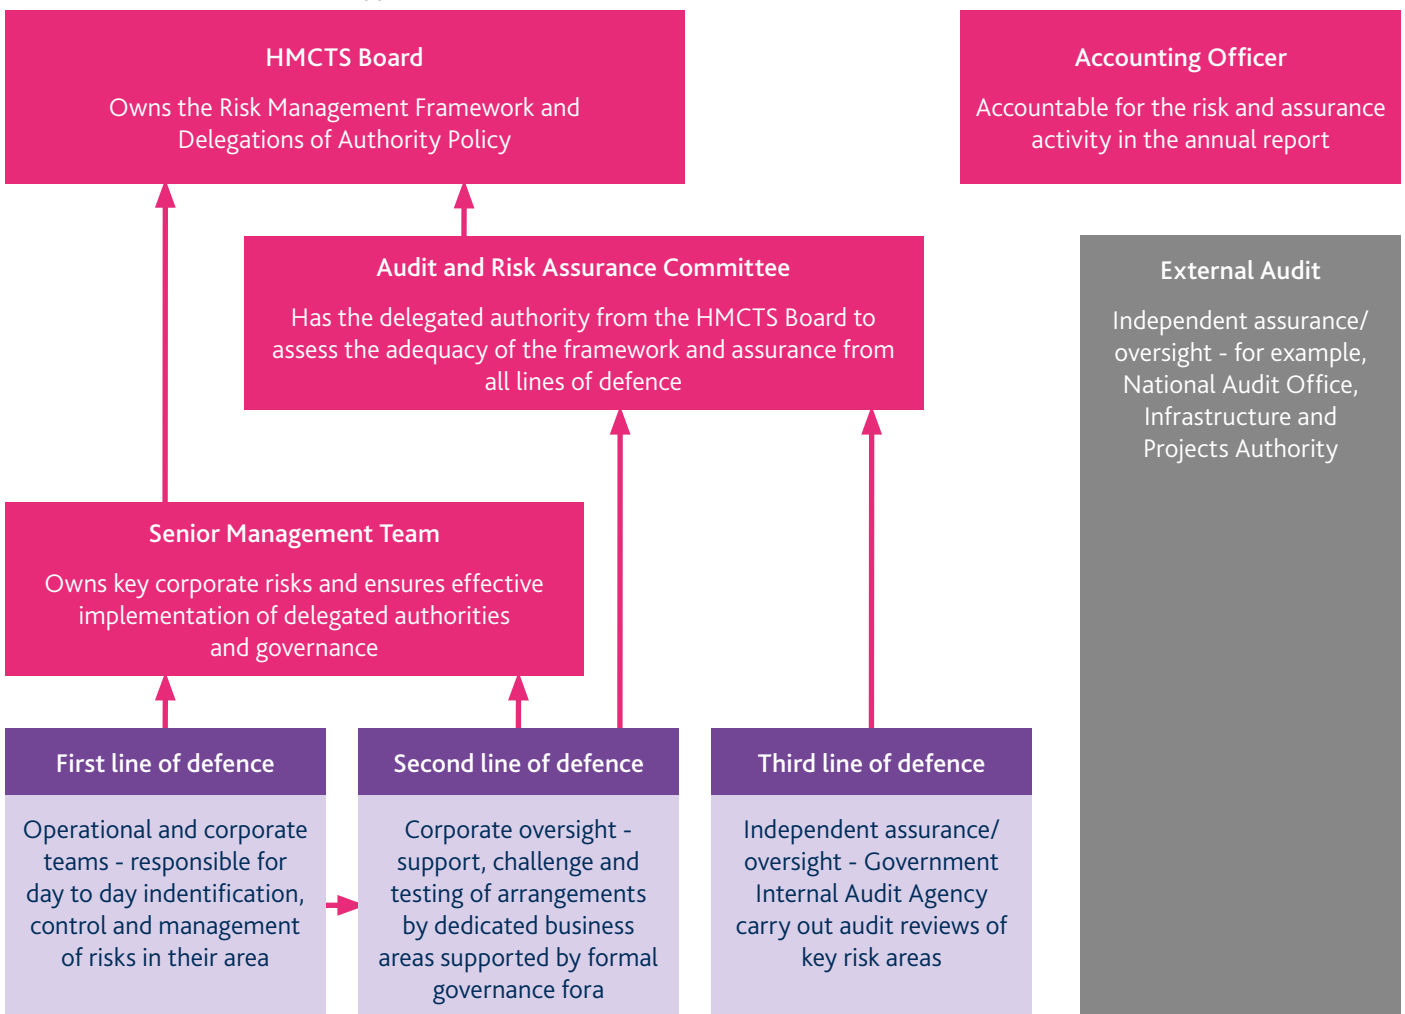 HMCTS Board
Owns the Risk Management Framework and
Delegations of Authority Policy
Accounting Officer
Accountable for the risk and assurance
activity in the annual report
Audit and Risk Assurance Committee
Has the delegated authority from the HMCTS Board to
assess the adequacy of the framework and assurance from
all lines of defence
External Audit
Independent assurance/
oversight - for example,
National Audit Office,
Infrastructure and
Projects Authority
Senior Management Team
Owns key corporate risks and ensures effective
implementation of delegated authorities
and governance
First line of defence
Operational and corporate
teams - responsible for
day to day indentification,
control and management
of risks in their area
Second line of defence
Corporate oversight -
support, challenge and
testing of arrangements
by dedicated business
areas supported by formal
governance fora
Third line of defence
Independent assurance/
oversight - Government
Internal Audit Agency
carry out audit reviews of
key risk areas